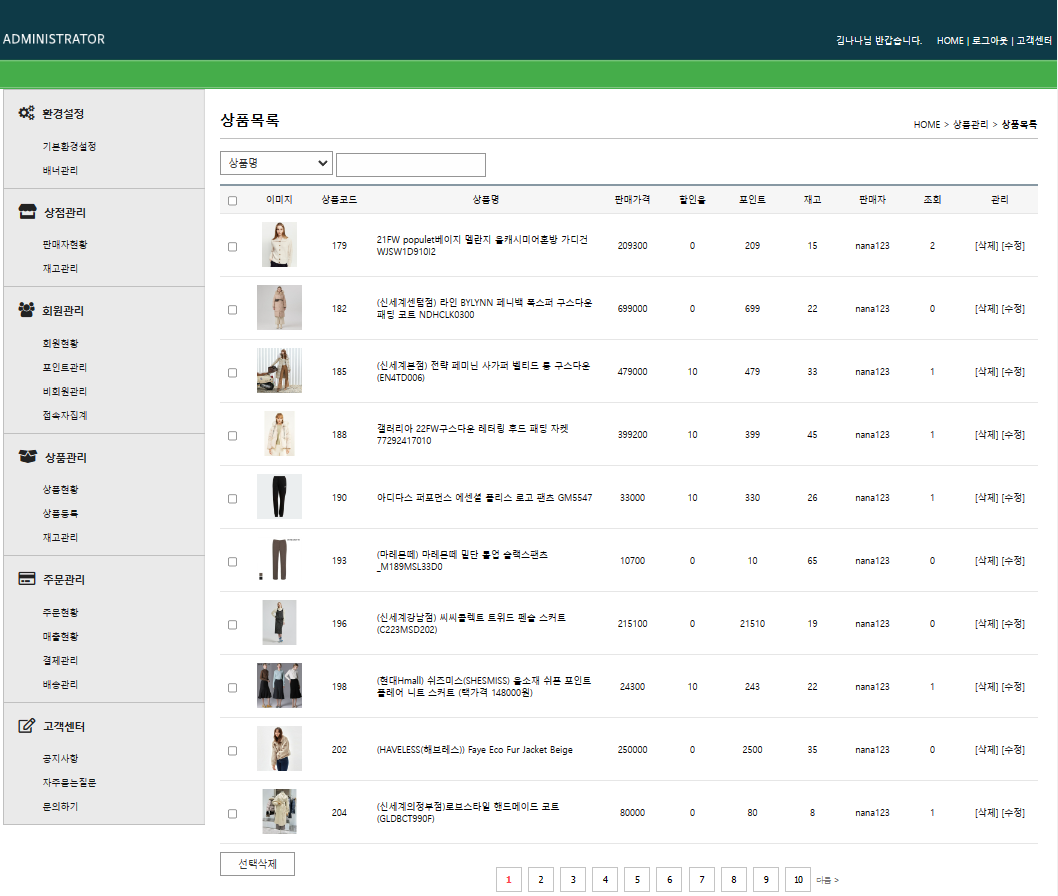 ADMINISTRATOR
김나나님 반갑습니다. HOME | 로그아웃 | 고객센터
환경설정
기본환경설정
배너관리
상점관리
판매자현황
재고관리
회원관리
회원현황
포인트관리
비회원관리
접속자집계
상품관리
상품현황
상품등록
재고관리
주문관리
주문현황
매출현황
결제관리
배송관리
고객센터
공지사항
자주묻는질문
문의하기
상품목록
HOME > 상품관리 > 상품목록
상품명
이미지 상품코드 상품명 판매가격 할인율 포인트 재고 판매자 조회 관리
179 21FW populet베이지 멜란지 울캐시미어혼방 가디건 209300 0 209 15 nana123 2 [삭제] [수정]
WJSW1D910I2
182 (신세계센텀점) 라인 BYLYNN 페니백 폭스퍼 구스다운 699000 0 699 22 nana123 0 [삭제] [수정]
패딩 코트 NDHCLK0300
185 (신세계본점) 전략 페미닌 사가퍼 벨티드 롱 구스다운 479000 10 479 33 nana123 1 [삭제] [수정]
(EN4TD006)
188 갤러리아 22FW구스다운 레터링 후드 패딩 자켓 399200 10 399 45 nana123 1 [삭제] [수정]
77292417010
190 아디다스 퍼포먼스 에센셜 플리스 로고 팬츠 GM5547 33000 10 330 26 nana123 1 [삭제] [수정]
193 (마레몬떼) 마레몬떼 밑단 롤업 슬랙스팬츠 10700 0 10 65 nana123 0 [삭제] [수정]
_M189MSL33D0
196 (신세계강남점) 씨씨콜렉트 트위드 펜슬 스커트 215100 0 21510 19 nana123 0 [삭제] [수정]
(C223MSD202)
198 (현대Hmall) 쉬즈미스(SHESMISS) 울소재 쉬폰 포인트 24300 10 243 22 nana123 1 [삭제] [수정]
플레어 니트 스커트 (택가격 148000원)
202 (HAVELESS(해브레스)) Faye Eco Fur Jacket Beige 250000 0 2500 35 nana123 0 [삭제] [수정]
204 (신세계의정부점)로브스타일 핸드메이드 코트 80000 0 80 8 nana123 1 [삭제] [수정]
(GLDBCT990F)
선택삭제
1 2 3 4 5 6 7 8 9 10 다음 >